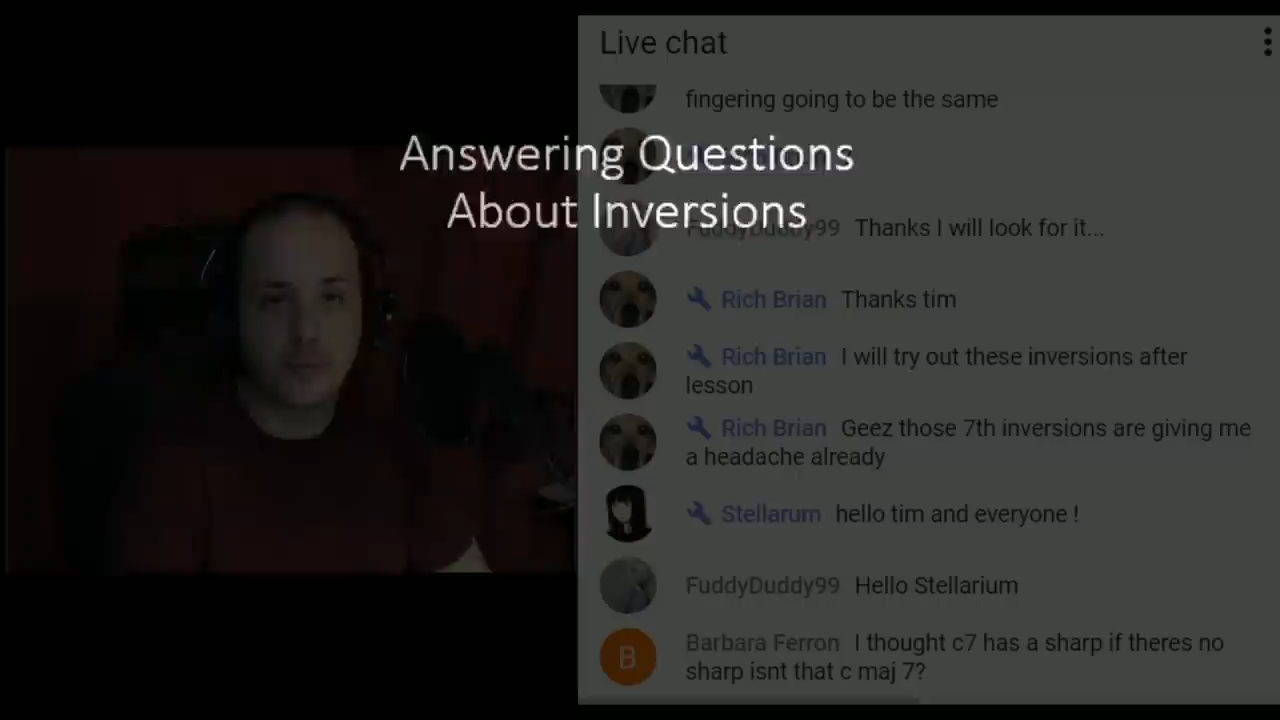 Live chat
fingering going to be the same
Answering Questions
About Inversions
FuddyDuddy99 Thanks I will look for it...
Rich Brian Thanks tim
Rich Brian I will try out these inversions after
lesson
Rich Brian Geez those 7th inversions are giving me
a headache already
Stellarum hello tim and everyone !
FuddyDuddy99 Hello Stellarium
B
Barbara Ferron I thought c7 has a sharp if theres no
sharp isnt that c maj 7?